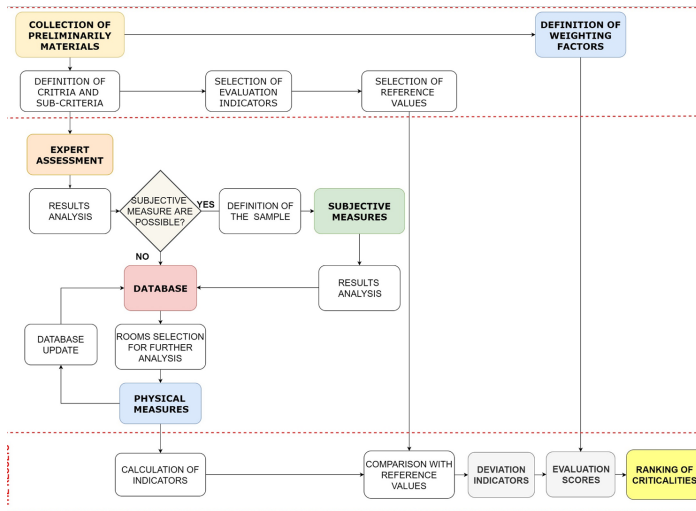 COLLECTION OF
PRELIMINARILY
MATERIALS
DEFINITION OF
WEIGHTING
FACTORS
DEFINITION OF
CRITRIA AND
SUB-CRITERIA
SELECTION OF
EVALUATION
INDICATORS
SELECTION OF
REFERENCE
VALUES
EXPERT
ASSESSMENT
RESULTS
ANALYSIS
SUBJECTIVE
MEASURE ARE
POSSIBLE?
YES
DEFINITION OF
THE SAMPLE
SUBJECTIVE
MEASURES
NO
DATABASE
RESULTS
ANALYSIS
DATABASE
UPDATE
ROOMS SELECTION
FOR FURTHER
ANALYSIS
PHYSICAL
MEASURES
CALCULATION OF
INDICATORS
COMPARISON WITH
REFERENCE
VALUES
DEVIATION
INDICATORS
EVALUATION
SCORES
RANKING OF
CRITICALITIES